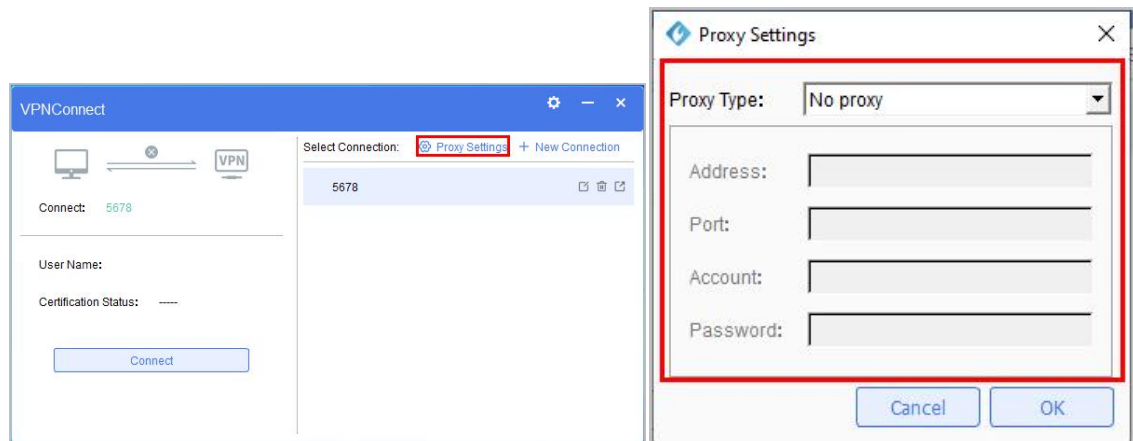 VPNConnect
VPN
Connect: 5678
User Name:
Certification Status: -----
Connect
Select Connection: Proxy Settings + New Connection
5678
Proxy Settings
Proxy Type: No proxy
Address:
Port:
Account:
Password:
Cancel OK